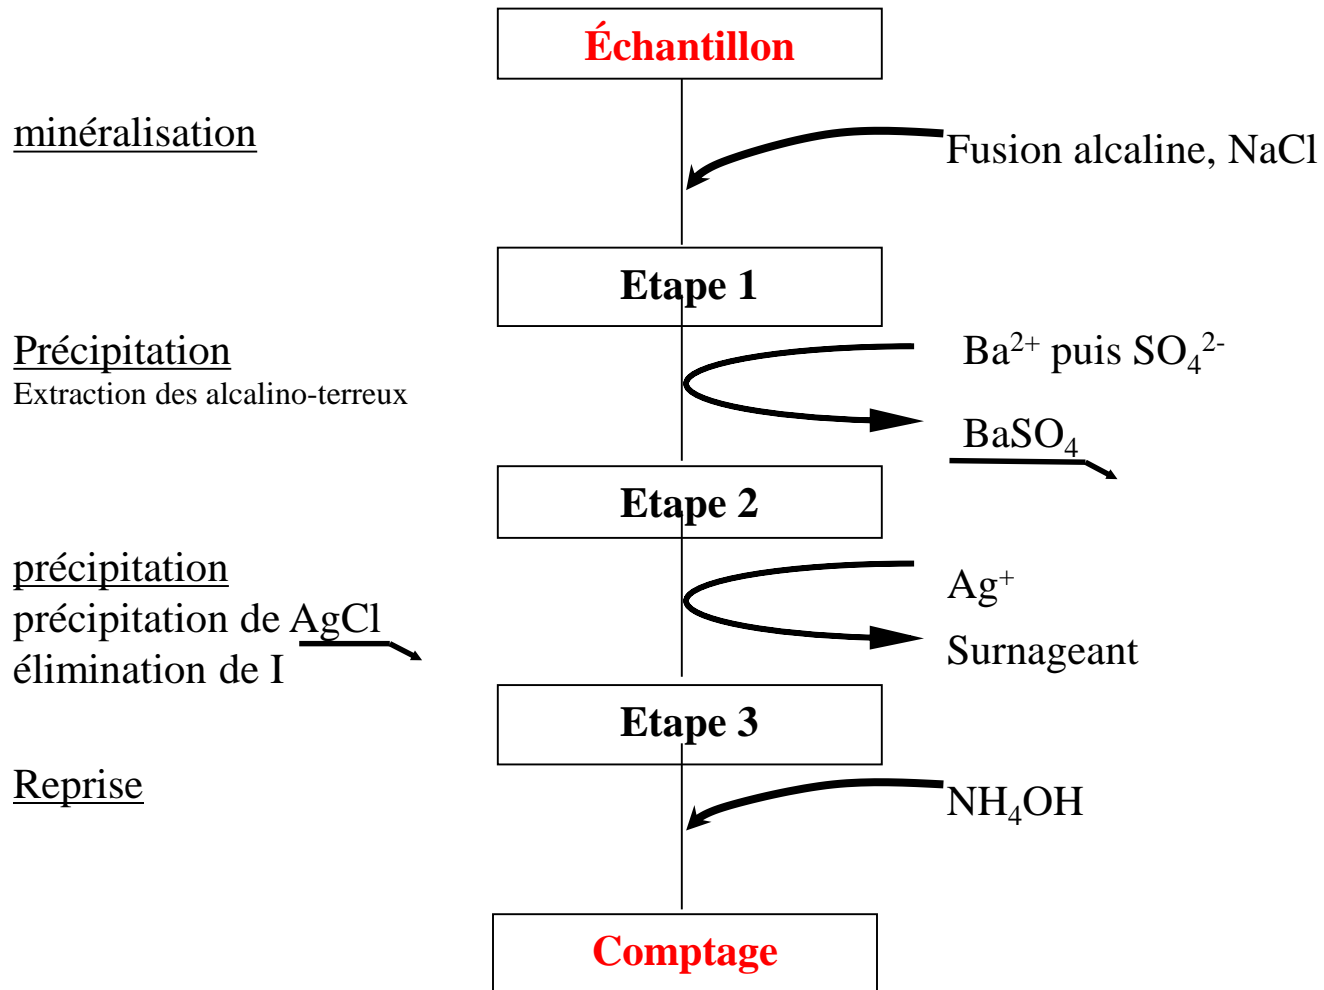 Échantillon
minéralisation
Fusion alcaline, NaCl
Etape 1
Précipitation
Extraction des alcalino-terreux
Ba²⁺ puis SO₄²⁻
BaSO₄
Etape 2
précipitation
précipitation de AgCl
élimination de I
Ag⁺
Surnageant
Etape 3
Reprise
NH₄OH
Comptage